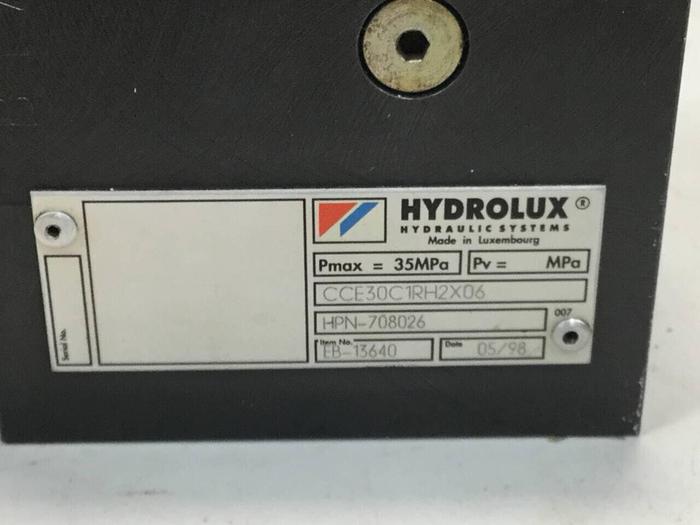 HYDROLUX ®
HYDRAULIC SYSTEMS
Made in Luxembourg
Pmax = 35MPa Pv = MPa
CCE30C1RH2X06
HPN-708026
007
Item No. EB-13640 Date 05/98
Serial No.